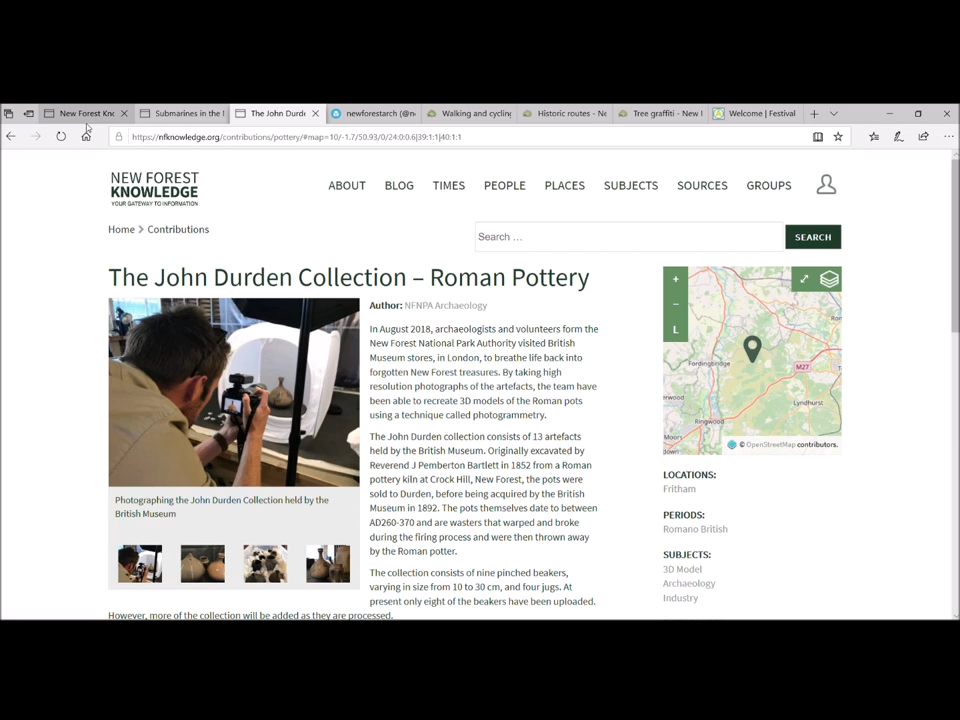 New Forest Kno
Submarines in the
The John Durde
newforestarch (@n
Walking and cycling
Historic routes - Ne
Tree graffiti - New
Welcome | Festival
https://nfknowledge.org/contributions/pottery/#map=10/-1.7/50.93/0/24:0:0.6|39:1:1|40:1:1
NEW FOREST
KNOWLEDGE
YOUR GATEWAY TO INFORMATION
ABOUT BLOG TIMES PEOPLE PLACES SUBJECTS SOURCES GROUPS
Home > Contributions
Search …
SEARCH
The John Durden Collection – Roman Pottery
Photographing the John Durden Collection held by the
British Museum
Author: NFNPA Archaeology
In August 2018, archaeologists and volunteers form the
New Forest National Park Authority visited British
Museum stores, in London, to breathe life back into
forgotten New Forest treasures. By taking high
resolution photographs of the artefacts, the team have
been able to recreate 3D models of the Roman pots
using a technique called photogrammetry.
The John Durden collection consists of 13 artefacts
held by the British Museum. Originally excavated by
Reverend J Pemberton Bartlett in 1852 from a Roman
pottery kiln at Crock Hill, New Forest, the pots were
sold to Durden, before being acquired by the British
Museum in 1892. The pots themselves date to between
AD260-370 and are wasters that warped and broke
during the firing process and were then thrown away
by the Roman potter.
The collection consists of nine pinched beakers,
varying in size from 10 to 30 cm, and four jugs. At
present only eight of the beakers have been uploaded.
However, more of the collection will be added as they are processed.
+
−
L
Fordingbridge
M27
Lyndhurst
Ringwood
erwood
Moors
© OpenStreetMap contributors.
LOCATIONS:
Fritham
PERIODS:
Romano British
SUBJECTS:
3D Model
Archaeology
Industry